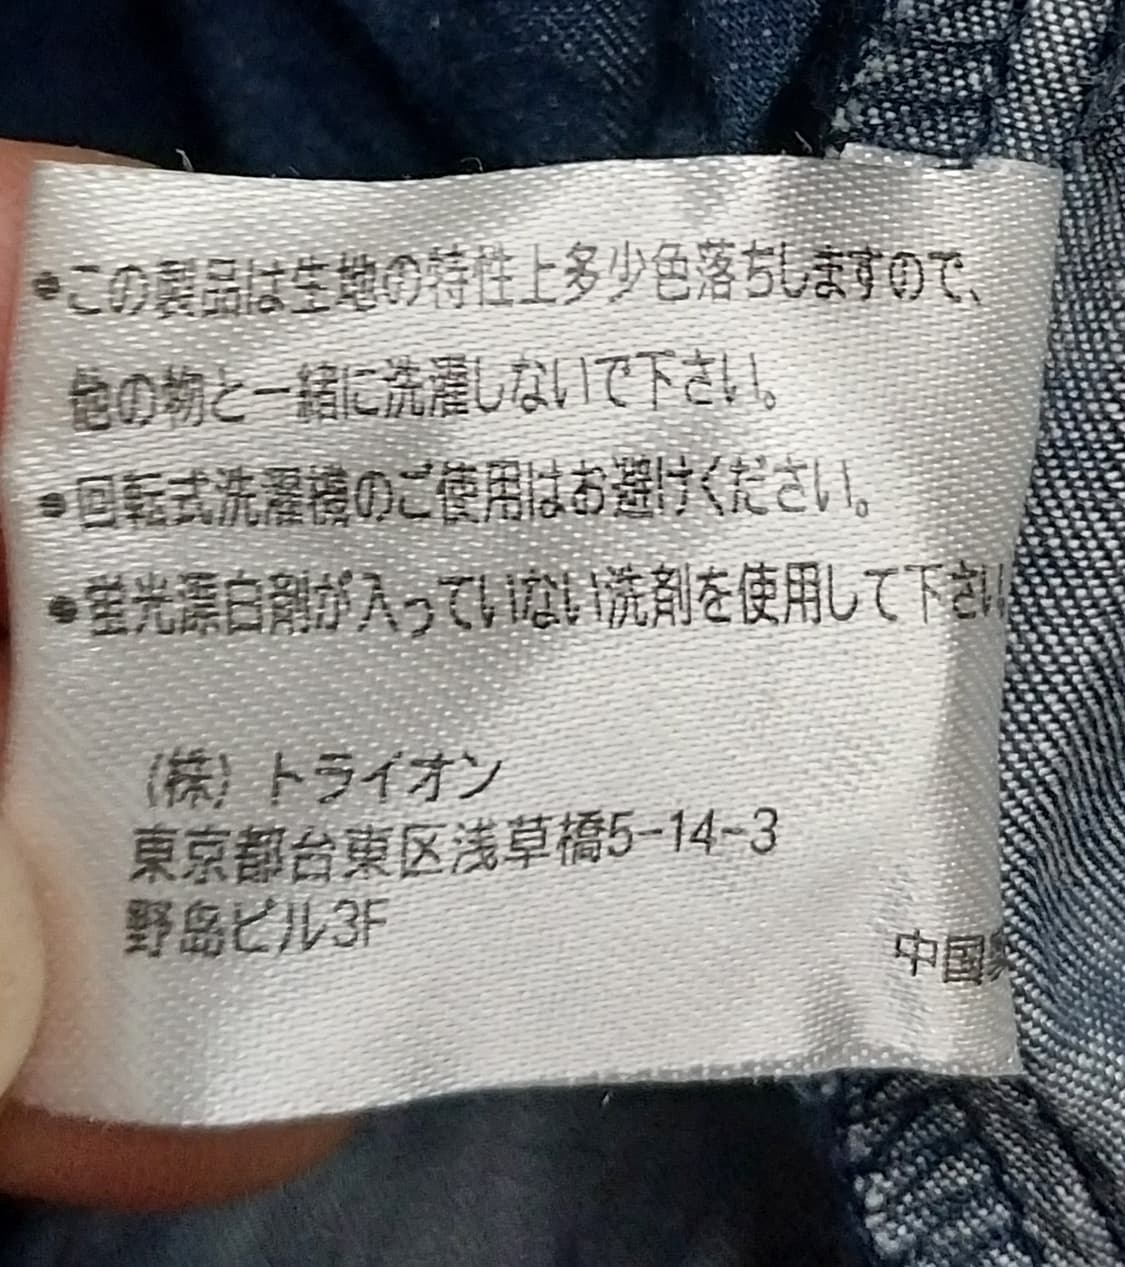 ●この製品は生地の特性上多少色落ちしますので、
他の物と一緒に洗濯しないで下さい。
●回転式洗濯機のご使用はお避けください。
●蛍光漂白剤が入っていない洗剤を使用して下さい
(株)トライオン
東京都台東区浅草橋5-14-3
野島ビル3F
中国